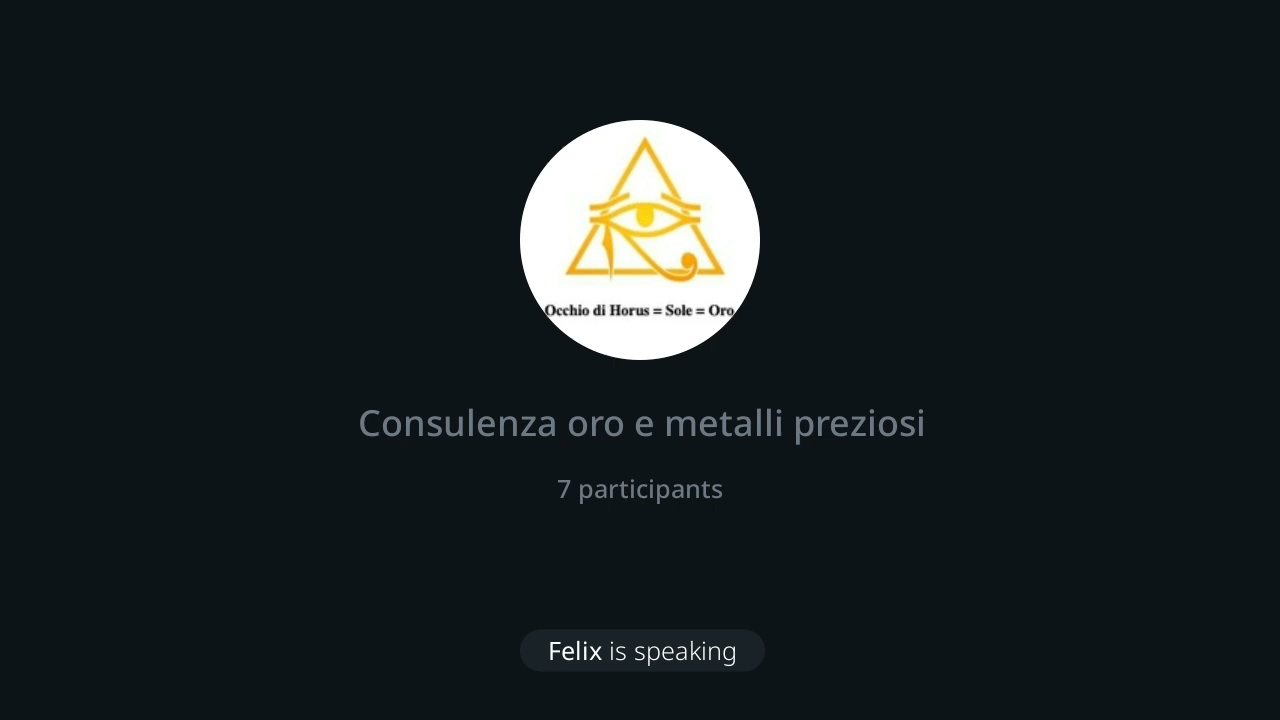 Occhio di Horus = Sole = Oro
Consulenza oro e metalli preziosi
7 participants
Felix is speaking